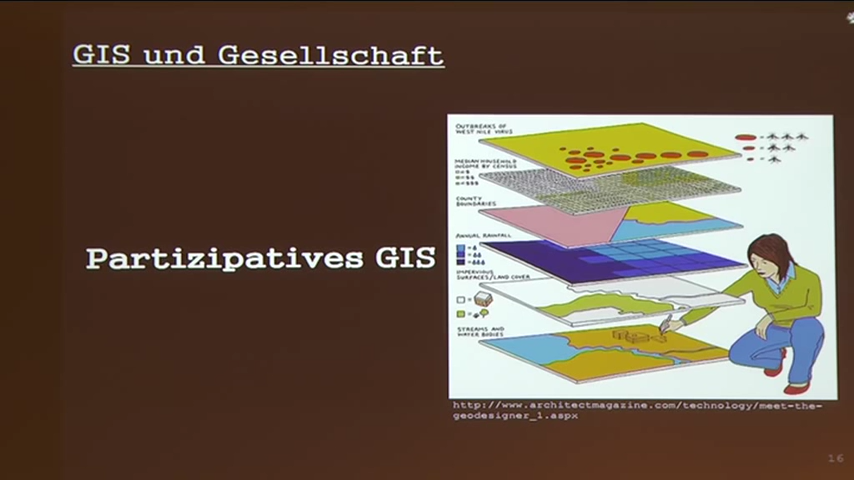 GIS und Gesellschaft
Partizipatives GIS
OUTBREAKS OF
WEST NILE VIRUS
MEDIAN HOUSEHOLD
INCOME BY CENSUS
= $
= $$
= $$$
COUNTY
BOUNDARIES
ANNUAL RAINFALL
IMPERVIOUS
SURFACES/LAND COVER
STREAMS AND
WATER BODIES
http://www.architectmagazine.com/technology/meet-the-
geodesigner_1.aspx
16